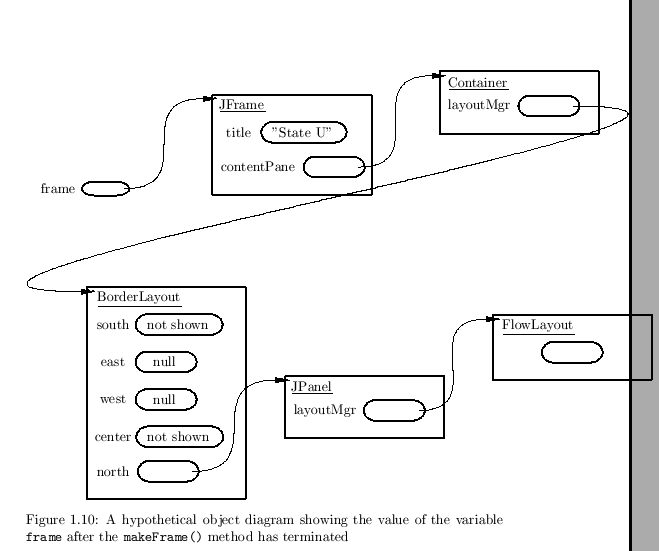 Container
JFrame
layoutMgr
title "State U"
contentPane
frame
BorderLayout
south not shown
east null
west null
center not shown
north
JPanel
layoutMgr
FlowLayout
Figure 1.10: A hypothetical object diagram showing the value of the variable
frame after the makeFrame() method has terminated